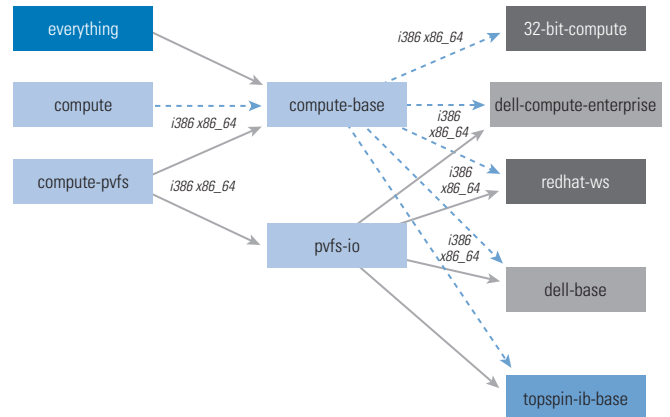 everything
32-bit-compute
i386 x86_64
compute
compute-base
dell-compute-enterprise
i386 x86_64
i386
x86_64
compute-pvfs
i386 x86_64
i386
x86_64
redhat-ws
pvfs-io
i386
x86_64
dell-base
topspin-ib-base